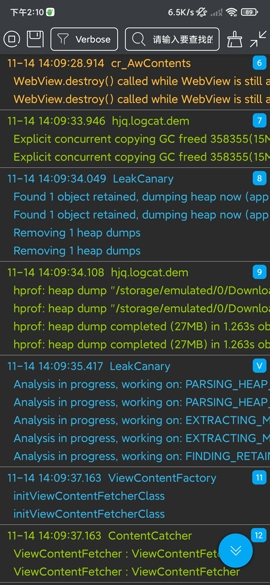 下午2:10
6.5K/s
Verbose
请输入要查找的
11-14 14:09:28.914 cr_AwContents
6
WebView.destroy() called while WebView is still a
WebView.destroy() called while WebView is still a
11-14 14:09:33.946 hjq.logcat.dem
7
Explicit concurrent copying GC freed 358355(15M
Explicit concurrent copying GC freed 358355(15M
11-14 14:09:34.049 LeakCanary
8
Found 1 object retained, dumping heap now (app
Found 1 object retained, dumping heap now (app
Removing 1 heap dumps
Removing 1 heap dumps
11-14 14:09:34.108 hjq.logcat.dem
9
hprof: heap dump "/storage/emulated/0/Downlo
hprof: heap dump "/storage/emulated/0/Downlo
hprof: heap dump completed (27MB) in 1.263s ob
hprof: heap dump completed (27MB) in 1.263s ob
11-14 14:09:35.417 LeakCanary
V
Analysis in progress, working on: PARSING_HEAP_
Analysis in progress, working on: PARSING_HEAP_
Analysis in progress, working on: EXTRACTING_M
Analysis in progress, working on: EXTRACTING_M
Analysis in progress, working on: FINDING_RETAI
11-14 14:09:37.163 ViewContentFactory
11
initViewContentFetcherClass
initViewContentFetcherClass
11-14 14:09:37.163 ContentCatcher
12
ViewContentFetcher : ViewContentFet
ViewContentFetcher : ViewContentFetcher